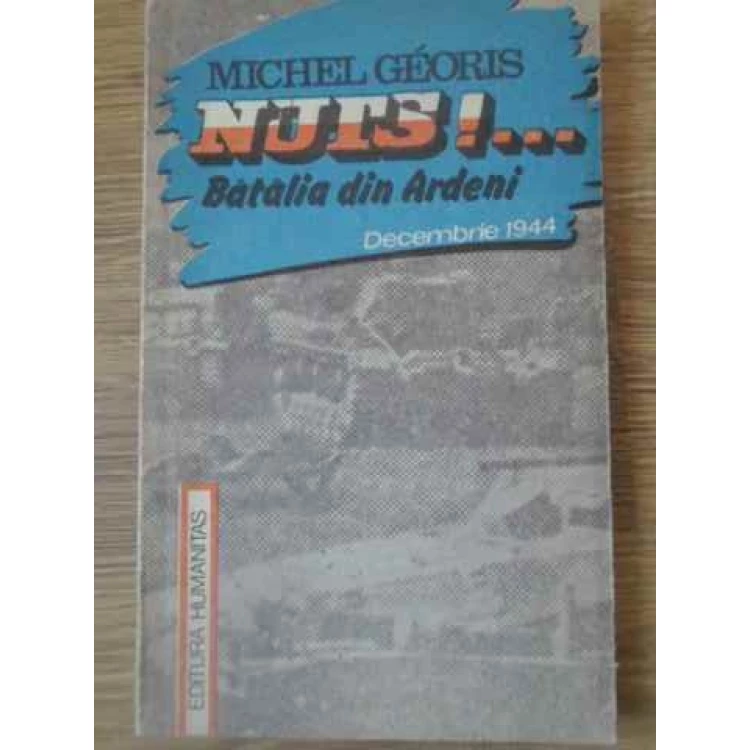 MICHEL GÉORIS
NUTS!...
Batalia din Ardeni
Decembrie 1944
EDITURA HUMANITAS